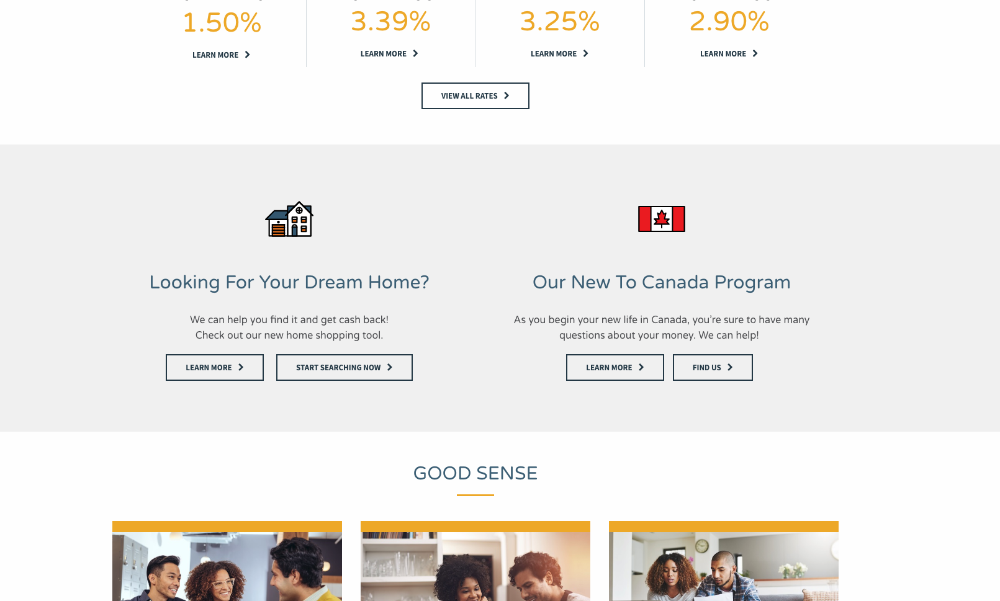 1.50% 3.39% 3.25% 2.90%
LEARN MORE LEARN MORE LEARN MORE LEARN MORE
VIEW ALL RATES
Looking For Your Dream Home?
We can help you find it and get cash back!
Check out our new home shopping tool.
LEARN MORE START SEARCHING NOW
Our New To Canada Program
As you begin your new life in Canada, you’re sure to have many
questions about your money. We can help!
LEARN MORE FIND US
GOOD SENSE